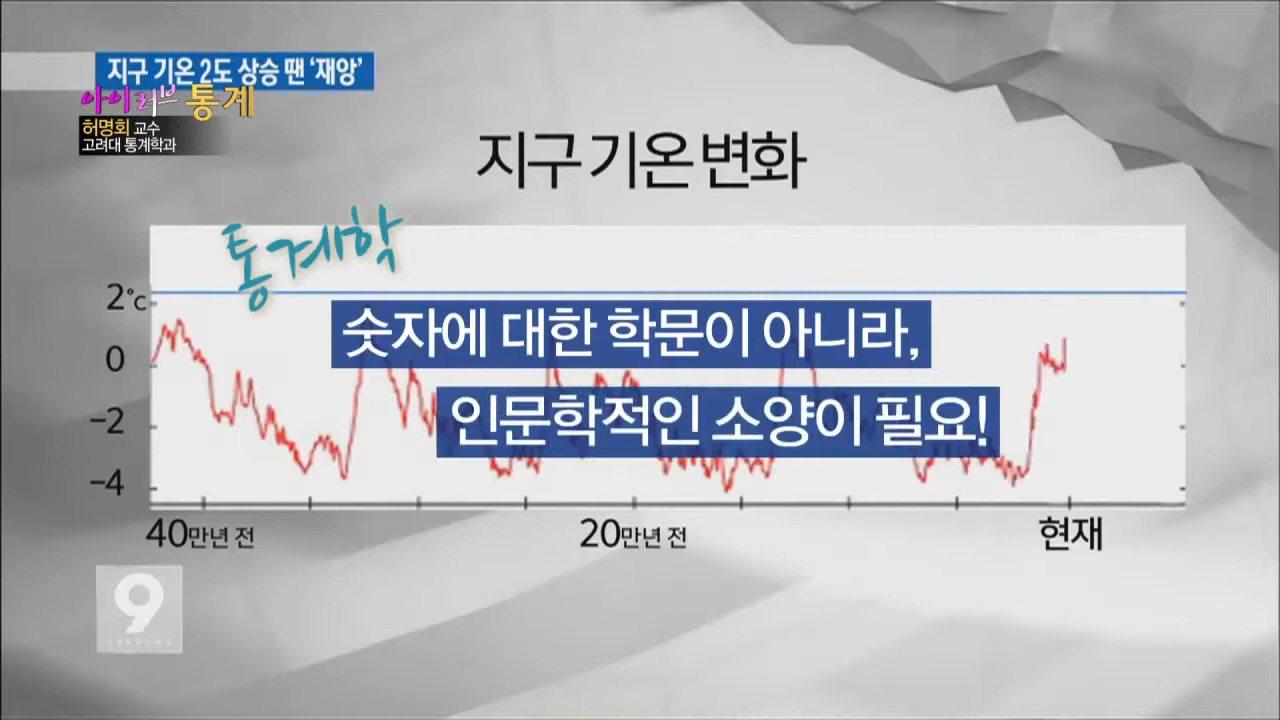 지구 기온 2도 상승 땐 ‘재앙’
아이러브 통계
허명회 교수
고려대 통계학과
지구 기온 변화
통계학
숫자에 대한 학문이 아니라,
인문학적인 소양이 필요!
2℃
0
-2
-4
40만년 전 20만년 전 현재
9